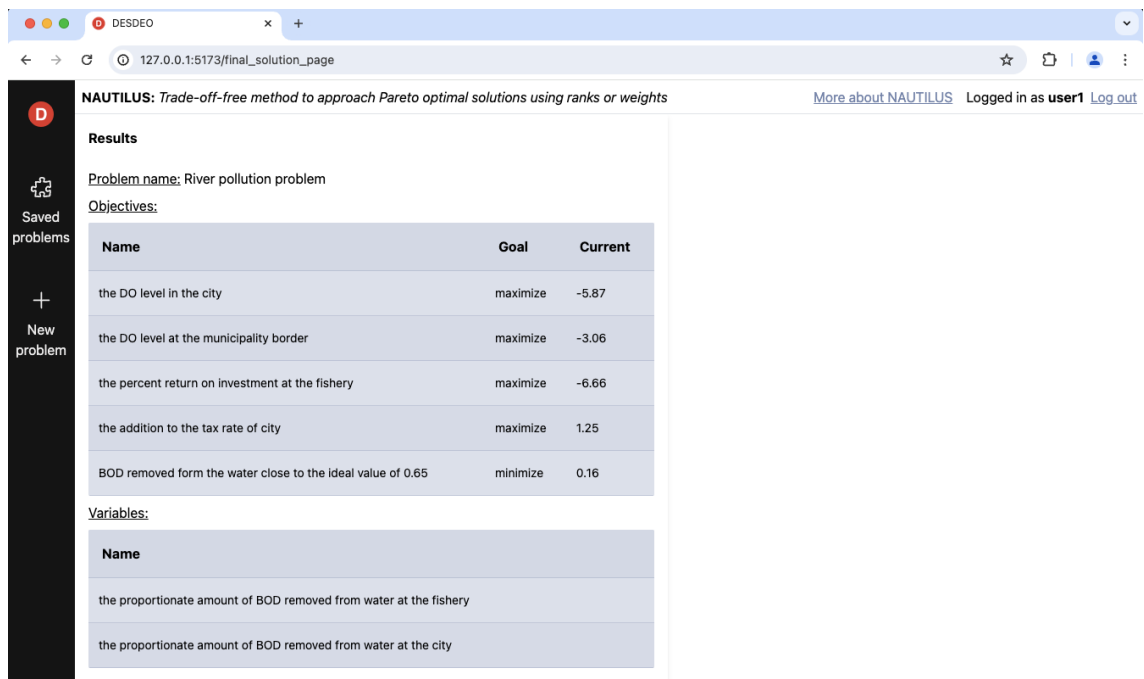 D DESDEO × +
127.0.0.1:5173/final_solution_page
NAUTILUS: Trade-off-free method to approach Pareto optimal solutions using ranks or weights More about NAUTILUS Logged in as user1 Log out
D
Saved
problems
New
problem
Results
Problem name: River pollution problem
Objectives:
Name Goal Current
the DO level in the city maximize -5.87
the DO level at the municipality border maximize -3.06
the percent return on investment at the fishery maximize -6.66
the addition to the tax rate of city maximize 1.25
BOD removed form the water close to the ideal value of 0.65 minimize 0.16
Variables:
Name
the proportionate amount of BOD removed from water at the fishery
the proportionate amount of BOD removed from water at the city